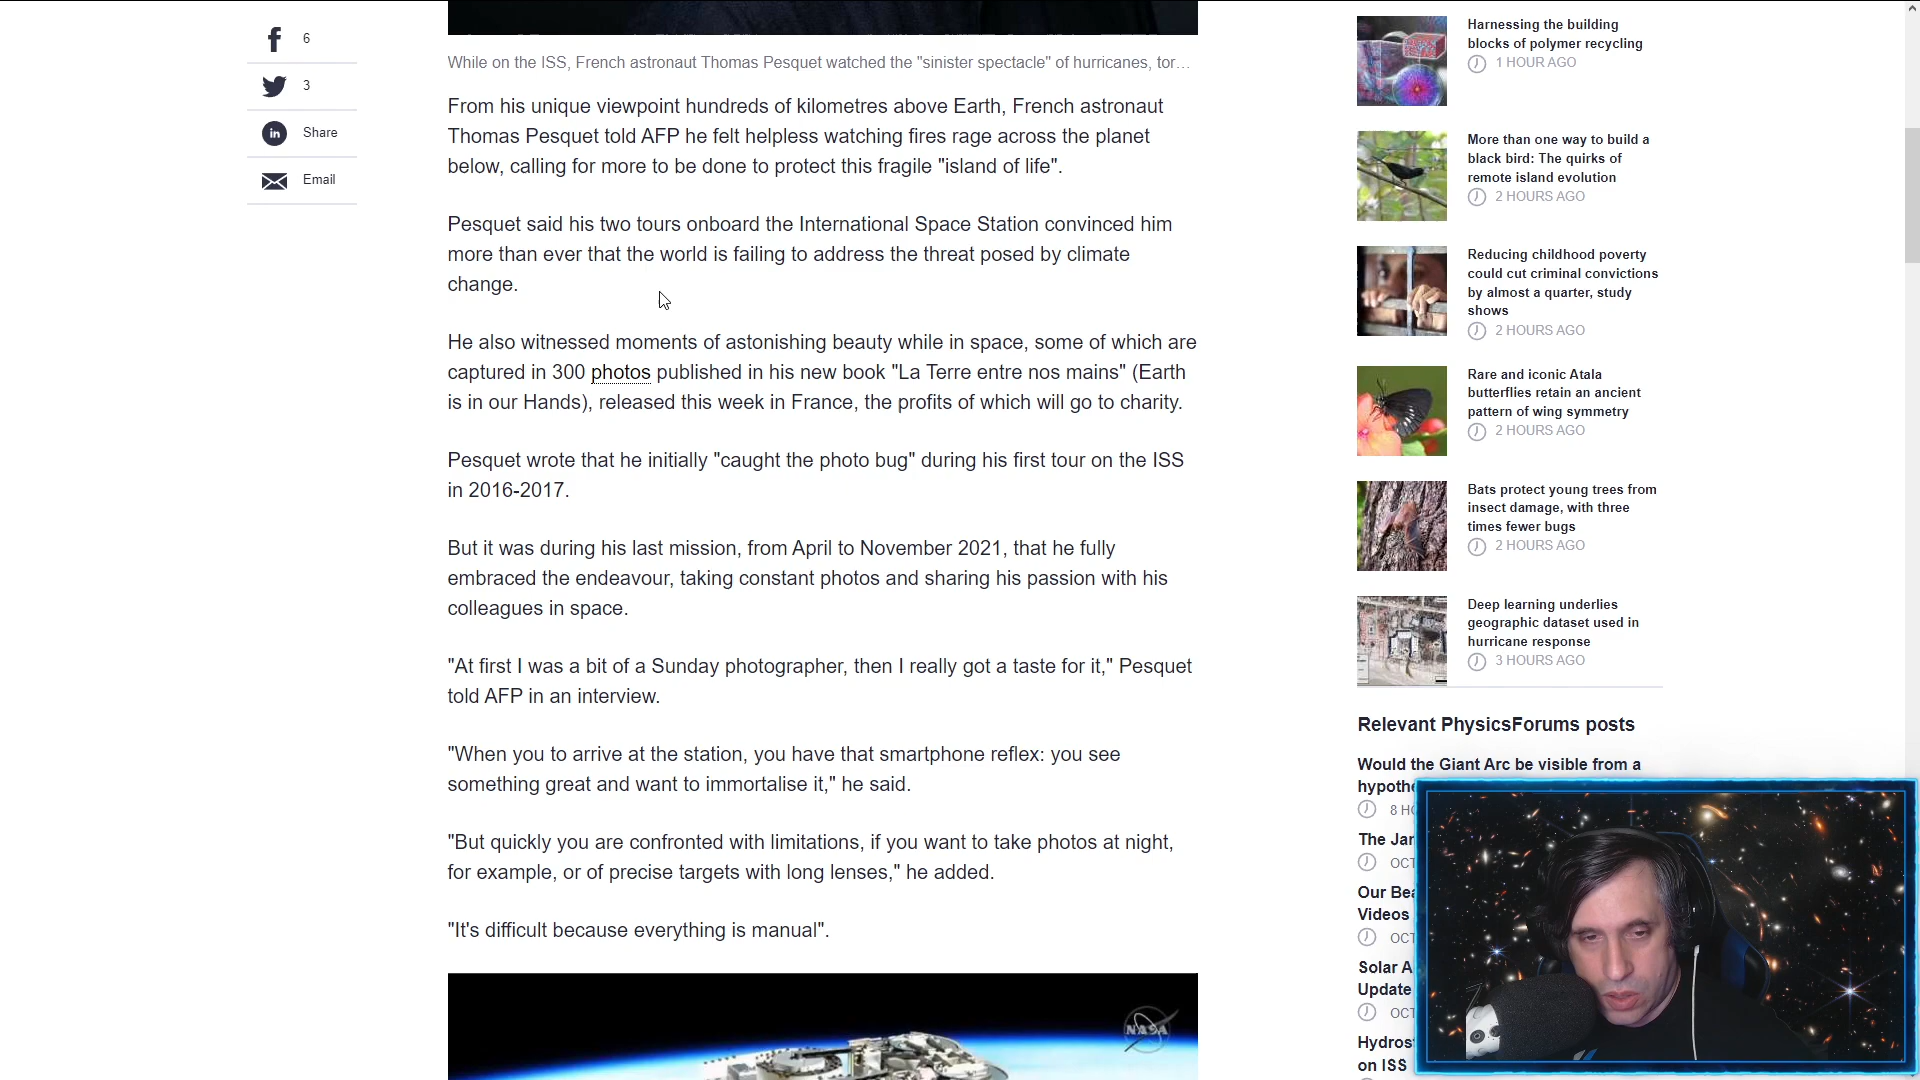 6
3
Share
Email
While on the ISS, French astronaut Thomas Pesquet watched the "sinister spectacle" of hurricanes, tor...
From his unique viewpoint hundreds of kilometres above Earth, French astronaut
Thomas Pesquet told AFP he felt helpless watching fires rage across the planet
below, calling for more to be done to protect this fragile "island of life".
Pesquet said his two tours onboard the International Space Station convinced him
more than ever that the world is failing to address the threat posed by climate
change.
He also witnessed moments of astonishing beauty while in space, some of which are
captured in 300 photos published in his new book "La Terre entre nos mains" (Earth
is in our Hands), released this week in France, the profits of which will go to charity.
Pesquet wrote that he initially "caught the photo bug" during his first tour on the ISS
in 2016-2017.
But it was during his last mission, from April to November 2021, that he fully
embraced the endeavour, taking constant photos and sharing his passion with his
colleagues in space.
"At first I was a bit of a Sunday photographer, then I really got a taste for it," Pesquet
told AFP in an interview.
"When you to arrive at the station, you have that smartphone reflex: you see
something great and want to immortalise it," he said.
"But quickly you are confronted with limitations, if you want to take photos at night,
for example, or of precise targets with long lenses," he added.
"It's difficult because everything is manual".
NASA
Harnessing the building
blocks of polymer recycling
1 HOUR AGO
More than one way to build a
black bird: The quirks of
remote island evolution
2 HOURS AGO
Reducing childhood poverty
could cut criminal convictions
by almost a quarter, study
shows
2 HOURS AGO
Rare and iconic Atala
butterflies retain an ancient
pattern of wing symmetry
2 HOURS AGO
Bats protect young trees from
insect damage, with three
times fewer bugs
2 HOURS AGO
Deep learning underlies
geographic dataset used in
hurricane response
3 HOURS AGO
Relevant PhysicsForums posts
Would the Giant Arc be visible from a
hypothe
8 HO
The Jan
OCT
Our Bea
Videos
OCT
Solar A
Update
OCT
Hydros
on ISS